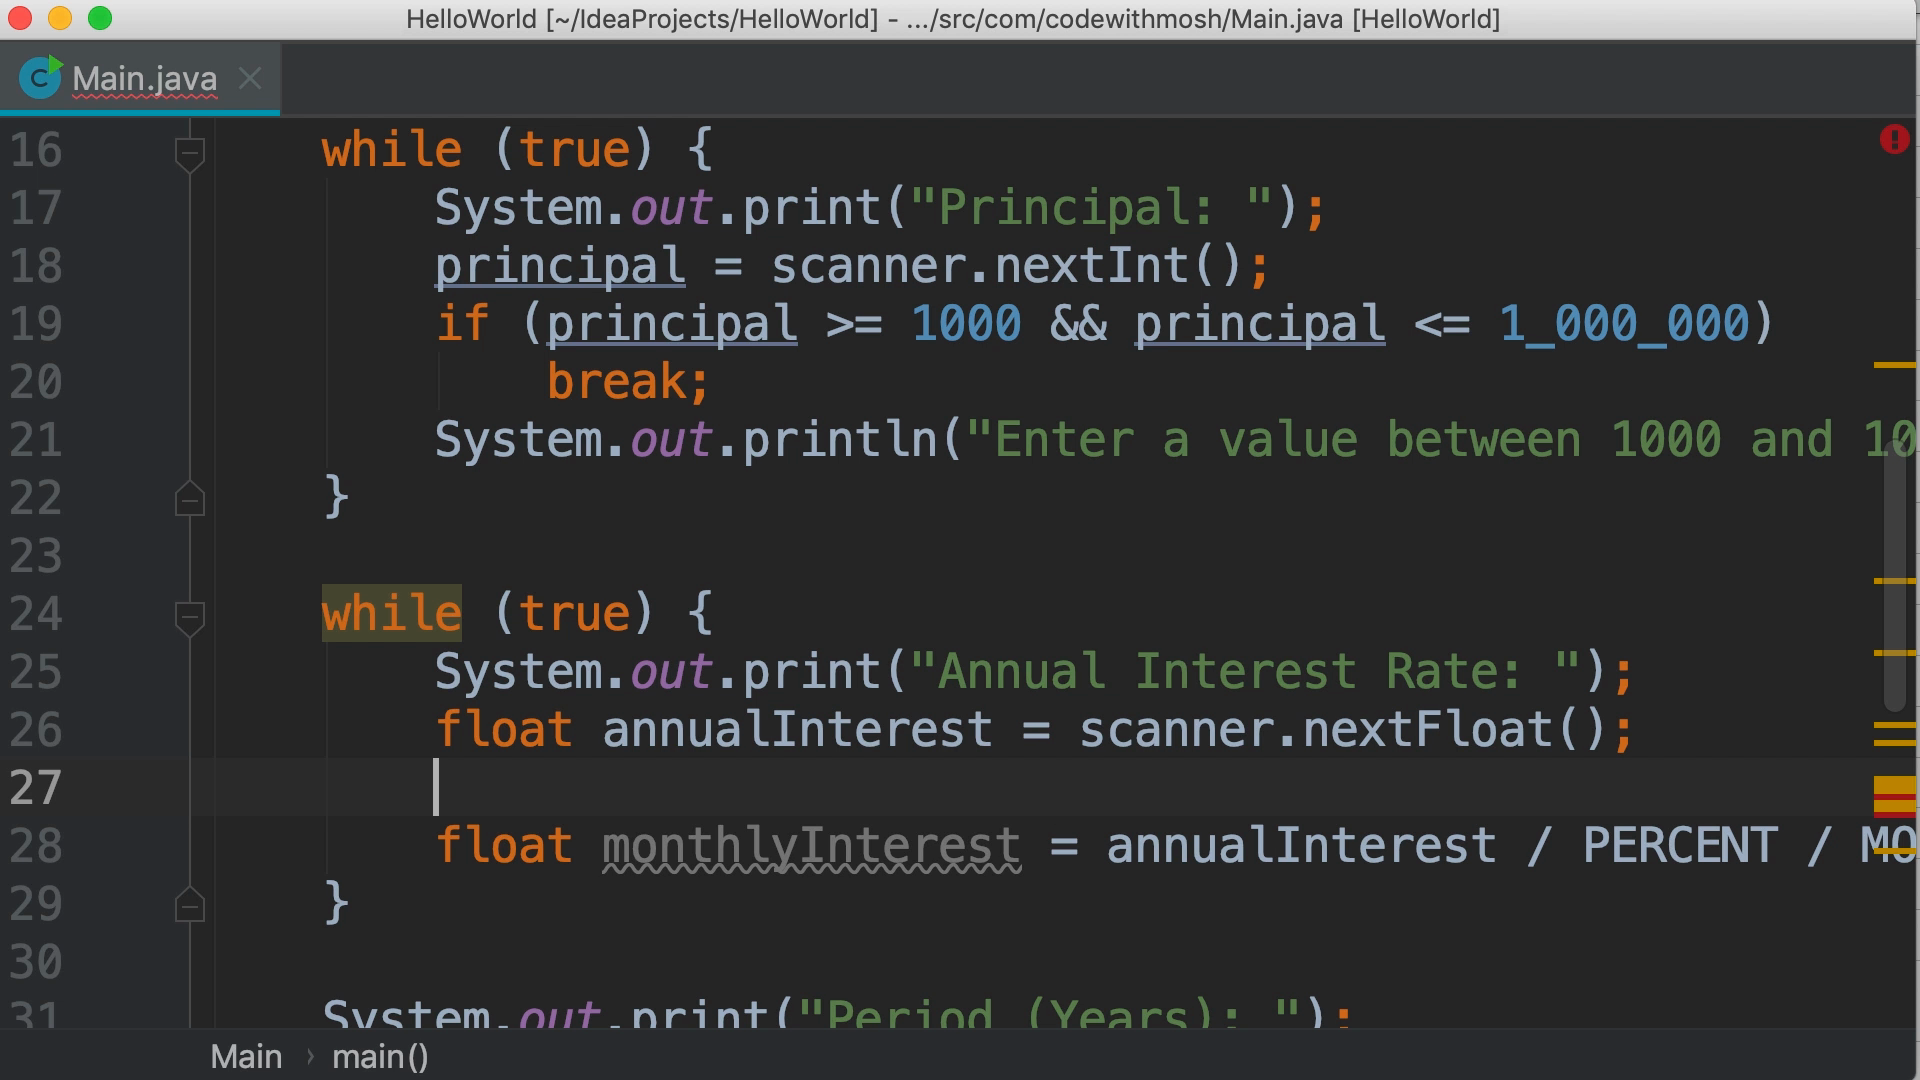 HelloWorld [~/IdeaProjects/HelloWorld] - .../src/com/codewithmosh/Main.java [HelloWorld]
Main.java
16 while (true) {
17 System.out.print("Principal: ");
18 principal = scanner.nextInt();
19 if (principal >= 1000 && principal <= 1_000_000)
20 break;
21 System.out.println("Enter a value between 1000 and 10
22 }
23
24 while (true) {
25 System.out.print("Annual Interest Rate: ");
26 float annualInterest = scanner.nextFloat();
27
28 float monthlyInterest = annualInterest / PERCENT / MO
29 }
30
31 System.out.print("Period (Years): ");
Main › main()